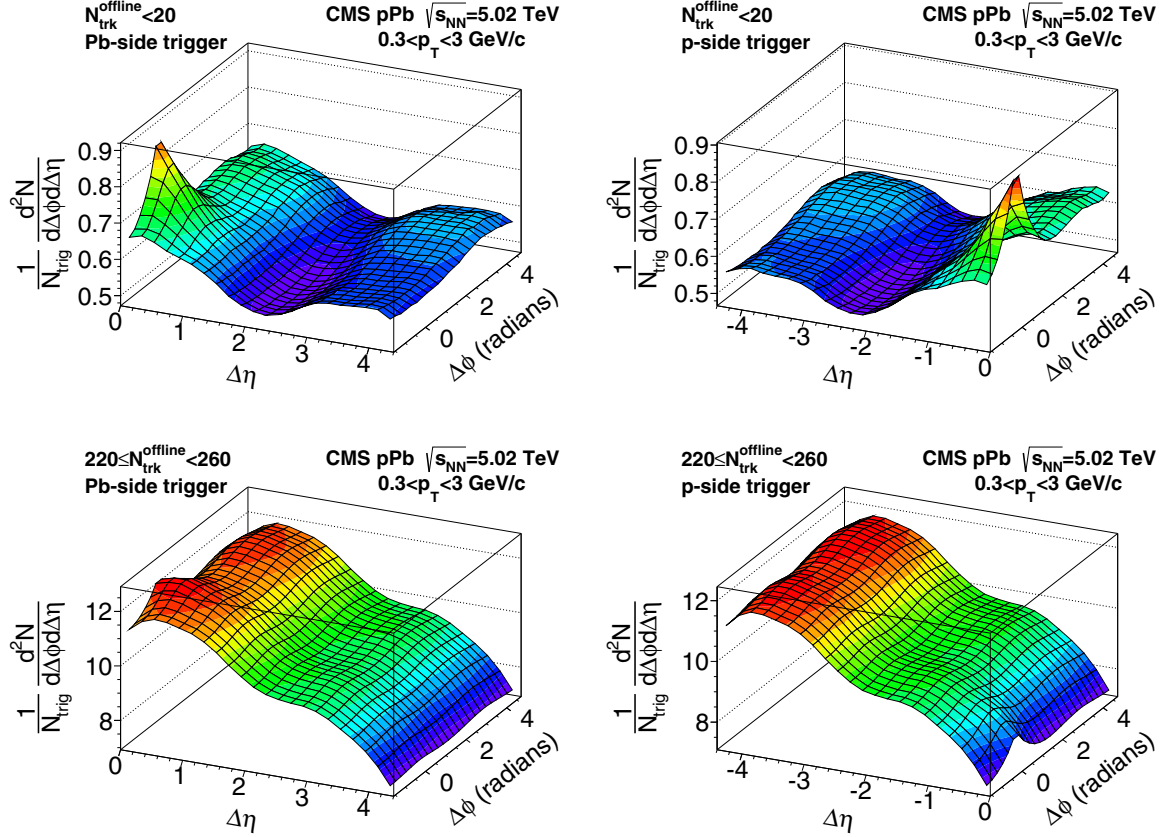 N_trk^offline<20 CMS pPb √s_NN=5.02 TeV
Pb-side trigger 0.3<p_T<3 GeV/c
1/N_trig d²N/dΔφdΔη
0.9
0.8
0.7
0.6
0.5
0 1 2 3 4
Δη
0 2 4
Δφ (radians)
N_trk^offline<20 CMS pPb √s_NN=5.02 TeV
p-side trigger 0.3<p_T<3 GeV/c
1/N_trig d²N/dΔφdΔη
0.9
0.8
0.7
0.6
0.5
-4 -3 -2 -1 0
Δη
0 2 4
Δφ (radians)
220≤N_trk^offline<260 CMS pPb √s_NN=5.02 TeV
Pb-side trigger 0.3<p_T<3 GeV/c
1/N_trig d²N/dΔφdΔη
12
10
8
0 1 2 3 4
Δη
0 2 4
Δφ (radians)
220≤N_trk^offline<260 CMS pPb √s_NN=5.02 TeV
p-side trigger 0.3<p_T<3 GeV/c
1/N_trig d²N/dΔφdΔη
12
10
8
-4 -3 -2 -1 0
Δη
0 2 4
Δφ (radians)